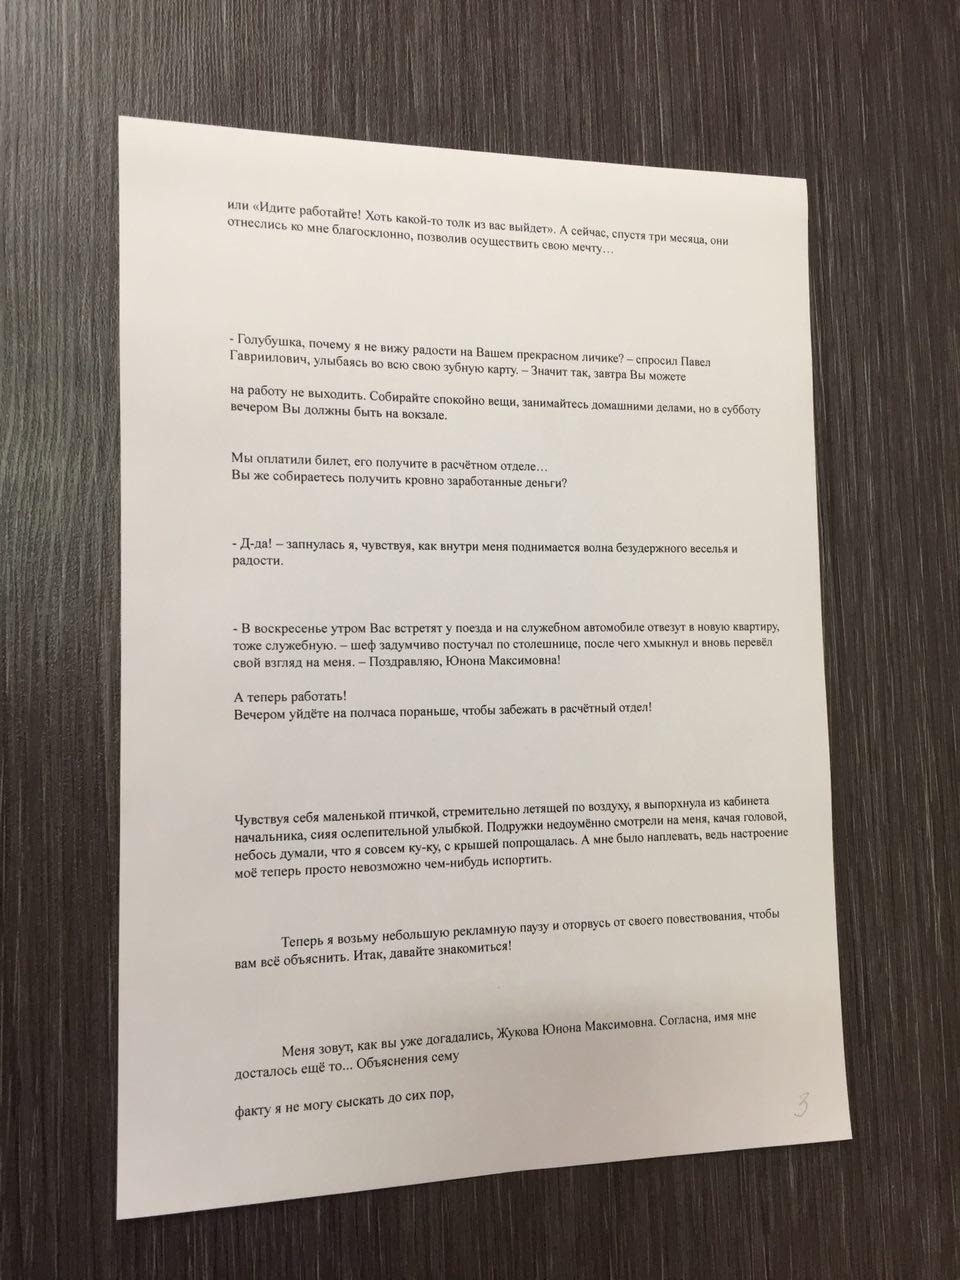 или «Идите работайте! Хоть какой-то толк из вас выйдет». А сейчас, спустя три месяца, они
отнеслись ко мне благосклонно, позволив осуществить свою мечту…
- Голубушка, почему я не вижу радости на Вашем прекрасном личике? – спросил Павел
Гавриилович, улыбаясь во всю свою зубную карту. – Значит так, завтра Вы можете
на работу не выходить. Собирайте спокойно вещи, занимайтесь домашними делами, но в субботу
вечером Вы должны быть на вокзале.
Мы оплатили билет, его получите в расчётном отделе…
Вы же собираетесь получить кровно заработанные деньги?
- Д-да! – запнулась я, чувствуя, как внутри меня поднимается волна безудержного веселья и
радости.
- В воскресенье утром Вас встретят у поезда и на служебном автомобиле отвезут в новую квартиру,
тоже служебную. – шеф задумчиво постучал по столешнице, после чего хмыкнул и вновь перевёл
свой взгляд на меня. – Поздравляю, Юнона Максимовна!
А теперь работать!
Вечером уйдёте на полчаса пораньше, чтобы забежать в расчётный отдел!
Чувствуя себя маленькой птичкой, стремительно летящей по воздуху, я выпорхнула из кабинета
начальника, сияя ослепительной улыбкой. Подружки недоумённо смотрели на меня, качая головой,
небось думали, что я совсем ку-ку, с крышей попрощалась. А мне было наплевать, ведь настроение
моё теперь просто невозможно чем-нибудь испортить.
Теперь я возьму небольшую рекламную паузу и оторвусь от своего повествования, чтобы
вам всё объяснить. Итак, давайте знакомиться!
Меня зовут, как вы уже догадались, Жукова Юнона Максимовна. Согласна, имя мне
досталось ещё то... Объяснения сему
факту я не могу сыскать до сих пор,
3